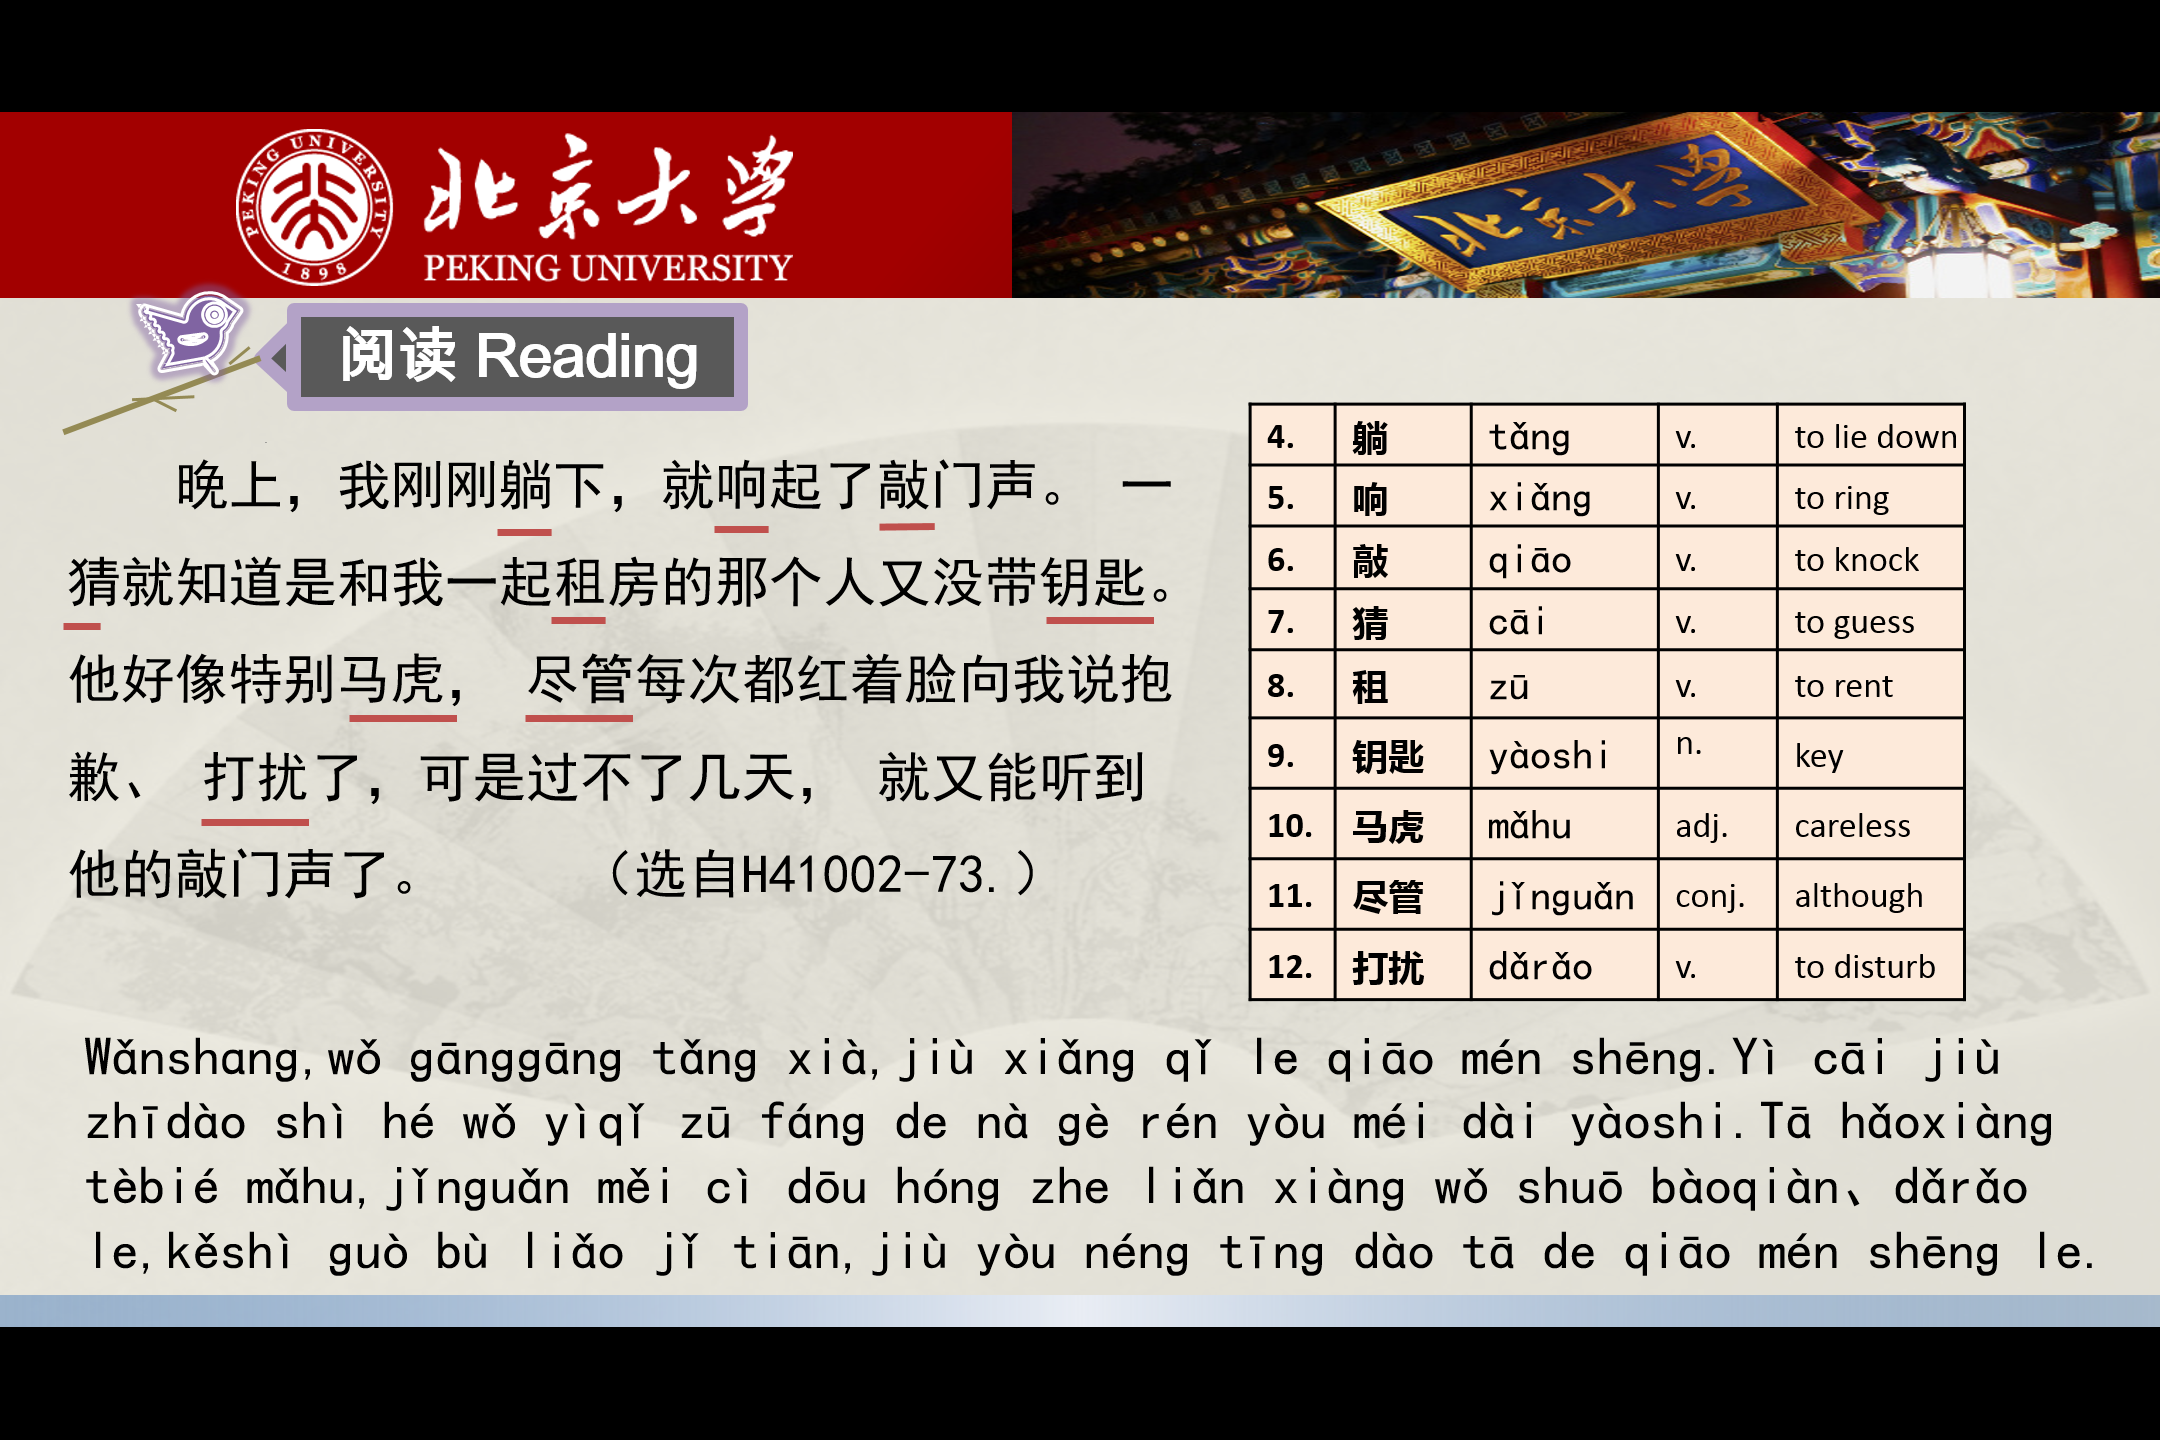 PEKING UNIVERSITY
1898
北京大学
PEKING UNIVERSITY
北京大学
阅读 Reading
晚上，我刚刚躺下，就响起了敲门声。 一
猜就知道是和我一起租房的那个人又没带钥匙。
他好像特别马虎， 尽管每次都红着脸向我说抱
歉、 打扰了，可是过不了几天， 就又能听到
他的敲门声了。 （选自H41002-73.）
4. 躺 tǎng v. to lie down
5. 响 xiǎng v. to ring
6. 敲 qiāo v. to knock
7. 猜 cāi v. to guess
8. 租 zū v. to rent
9. 钥匙 yàoshi n. key
10. 马虎 mǎhu adj. careless
11. 尽管 jǐnguǎn conj. although
12. 打扰 dǎrǎo v. to disturb
Wǎnshang,wǒ gānggāng tǎng xià,jiù xiǎng qǐ le qiāo mén shēng.Yì cāi jiù
zhīdào shì hé wǒ yìqǐ zū fáng de nà gè rén yòu méi dài yàoshi.Tā hǎoxiàng
tèbié mǎhu,jǐnguǎn měi cì dōu hóng zhe liǎn xiàng wǒ shuō bàoqiàn、dǎrǎo
le,kěshì guò bù liǎo jǐ tiān,jiù yòu néng tīng dào tā de qiāo mén shēng le.